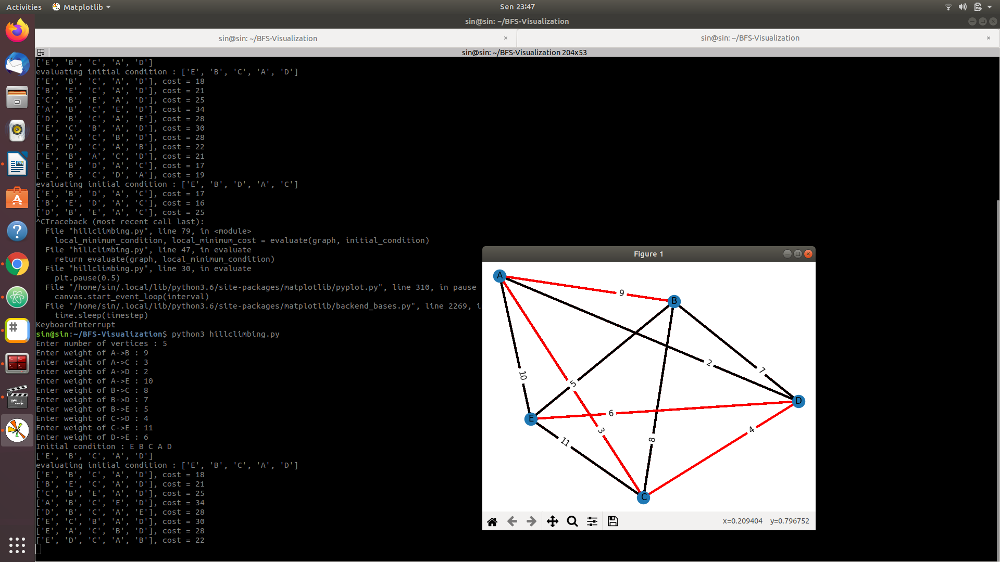 Activities
Matplotlib
Sen 23:47
sin@sin: ~/BFS-Visualization
sin@sin: ~/BFS-Visualization ×
sin@sin: ~/BFS-Visualization ×
sin@sin: ~/BFS-Visualization 204x53
['E', 'B', 'C', 'A', 'D']
evaluating initial condition : ['E', 'B', 'C', 'A', 'D']
['E', 'B', 'C', 'A', 'D'], cost = 18
['B', 'E', 'C', 'A', 'D'], cost = 21
['C', 'B', 'E', 'A', 'D'], cost = 25
['A', 'B', 'C', 'E', 'D'], cost = 34
['D', 'B', 'C', 'A', 'E'], cost = 28
['E', 'C', 'B', 'A', 'D'], cost = 30
['E', 'A', 'C', 'B', 'D'], cost = 28
['E', 'D', 'C', 'A', 'B'], cost = 22
['E', 'B', 'A', 'C', 'D'], cost = 21
['E', 'B', 'D', 'A', 'C'], cost = 17
['E', 'B', 'C', 'D', 'A'], cost = 19
evaluating initial condition : ['E', 'B', 'D', 'A', 'C']
['E', 'B', 'D', 'A', 'C'], cost = 17
['B', 'E', 'D', 'A', 'C'], cost = 16
['D', 'B', 'E', 'A', 'C'], cost = 25
^CTraceback (most recent call last):
File "hillclimbing.py", line 79, in <module>
local_minimum_condition, local_minimum_cost = evaluate(graph, initial_condition)
File "hillclimbing.py", line 47, in evaluate
return evaluate(graph, local_minimum_condition)
File "hillclimbing.py", line 30, in evaluate
plt.pause(0.5)
File "/home/sin/.local/lib/python3.6/site-packages/matplotlib/pyplot.py", line 310, in pause
canvas.start_event_loop(interval)
File "/home/sin/.local/lib/python3.6/site-packages/matplotlib/backend_bases.py", line 2269, i
time.sleep(timestep)
KeyboardInterrupt
sin@sin:~/BFS-Visualization$ python3 hillclimbing.py
Enter number of vertices : 5
Enter weight of A->B : 9
Enter weight of A->C : 3
Enter weight of A->D : 2
Enter weight of A->E : 10
Enter weight of B->C : 8
Enter weight of B->D : 7
Enter weight of B->E : 5
Enter weight of C->D : 4
Enter weight of C->E : 11
Enter weight of D->E : 6
Initial condition : E B C A D
['E', 'B', 'C', 'A', 'D']
evaluating initial condition : ['E', 'B', 'C', 'A', 'D']
['E', 'B', 'C', 'A', 'D'], cost = 18
['B', 'E', 'C', 'A', 'D'], cost = 21
['C', 'B', 'E', 'A', 'D'], cost = 25
['A', 'B', 'C', 'E', 'D'], cost = 34
['D', 'B', 'C', 'A', 'E'], cost = 28
['E', 'C', 'B', 'A', 'D'], cost = 30
['E', 'A', 'C', 'B', 'D'], cost = 28
['E', 'D', 'C', 'A', 'B'], cost = 22
Figure 1
A
9
B
2
7
10
5
D
6
E
3
4
11
8
C
x=0.209404 y=0.796752